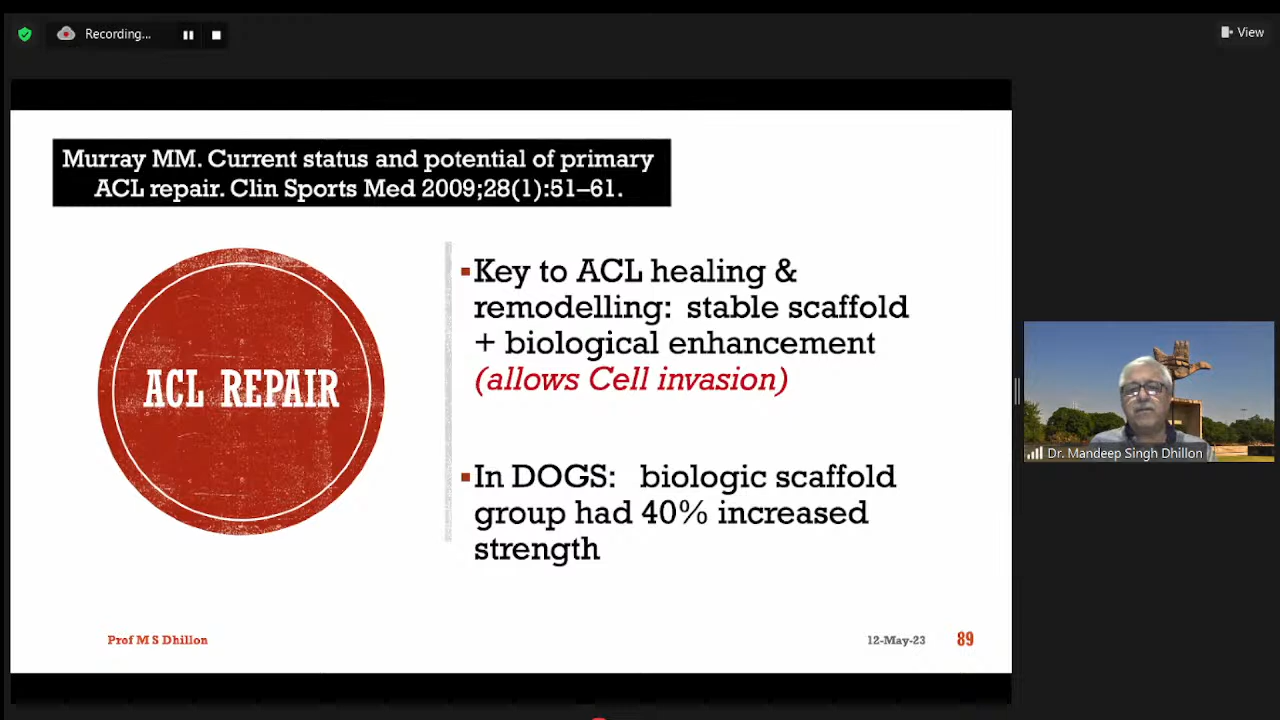 Recording...
View
Murray MM. Current status and potential of primary
ACL repair. Clin Sports Med 2009;28(1):51–61.
ACL REPAIR
Key to ACL healing &
remodelling: stable scaffold
+ biological enhancement
(allows Cell invasion)
In DOGS: biologic scaffold
group had 40% increased
strength
Prof M S Dhillon
12-May-23
89
Dr. Mandeep Singh Dhillon